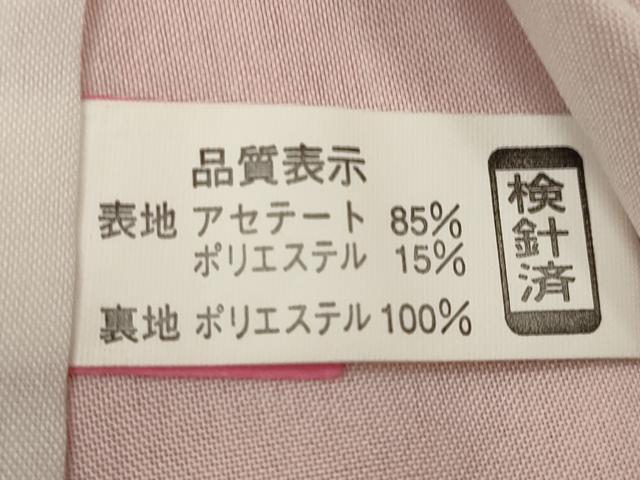 品質表示
表地 アセテート 85%
ポリエステル 15%
裏地 ポリエステル 100%
検針済